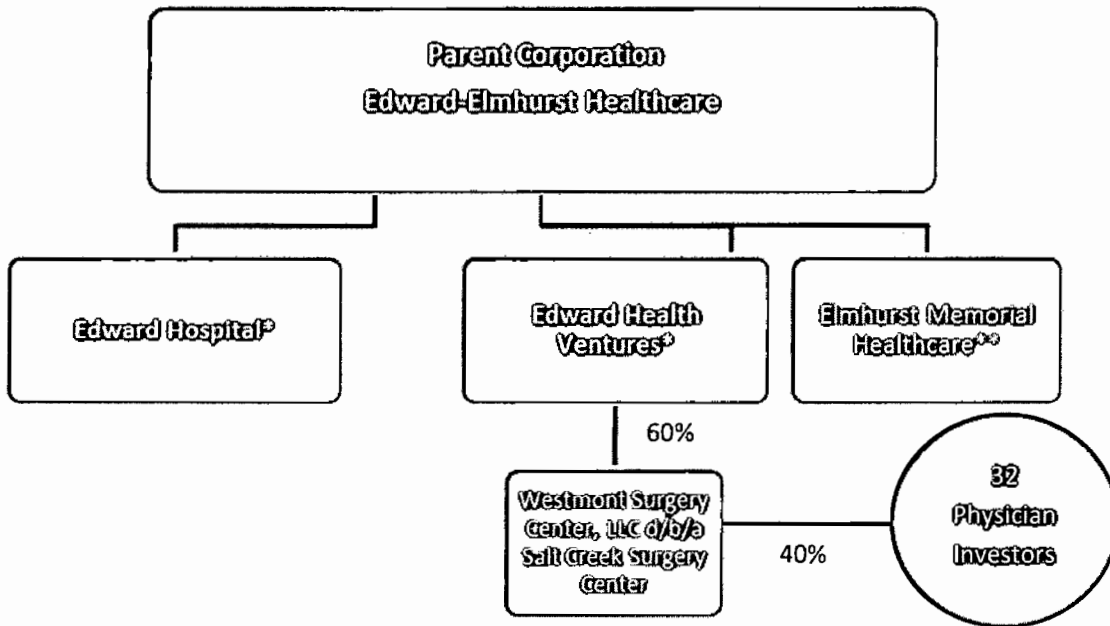 Parent Corporation
Edward-Elmhurst Healthcare
Edward Hospital*
Edward Health
Ventures*
Elmhurst Memorial
Healthcare**
60%
Westmont Surgery
Center, LLC d/b/a
Salt Creek Surgery
Center
40%
32
Physician
Investors